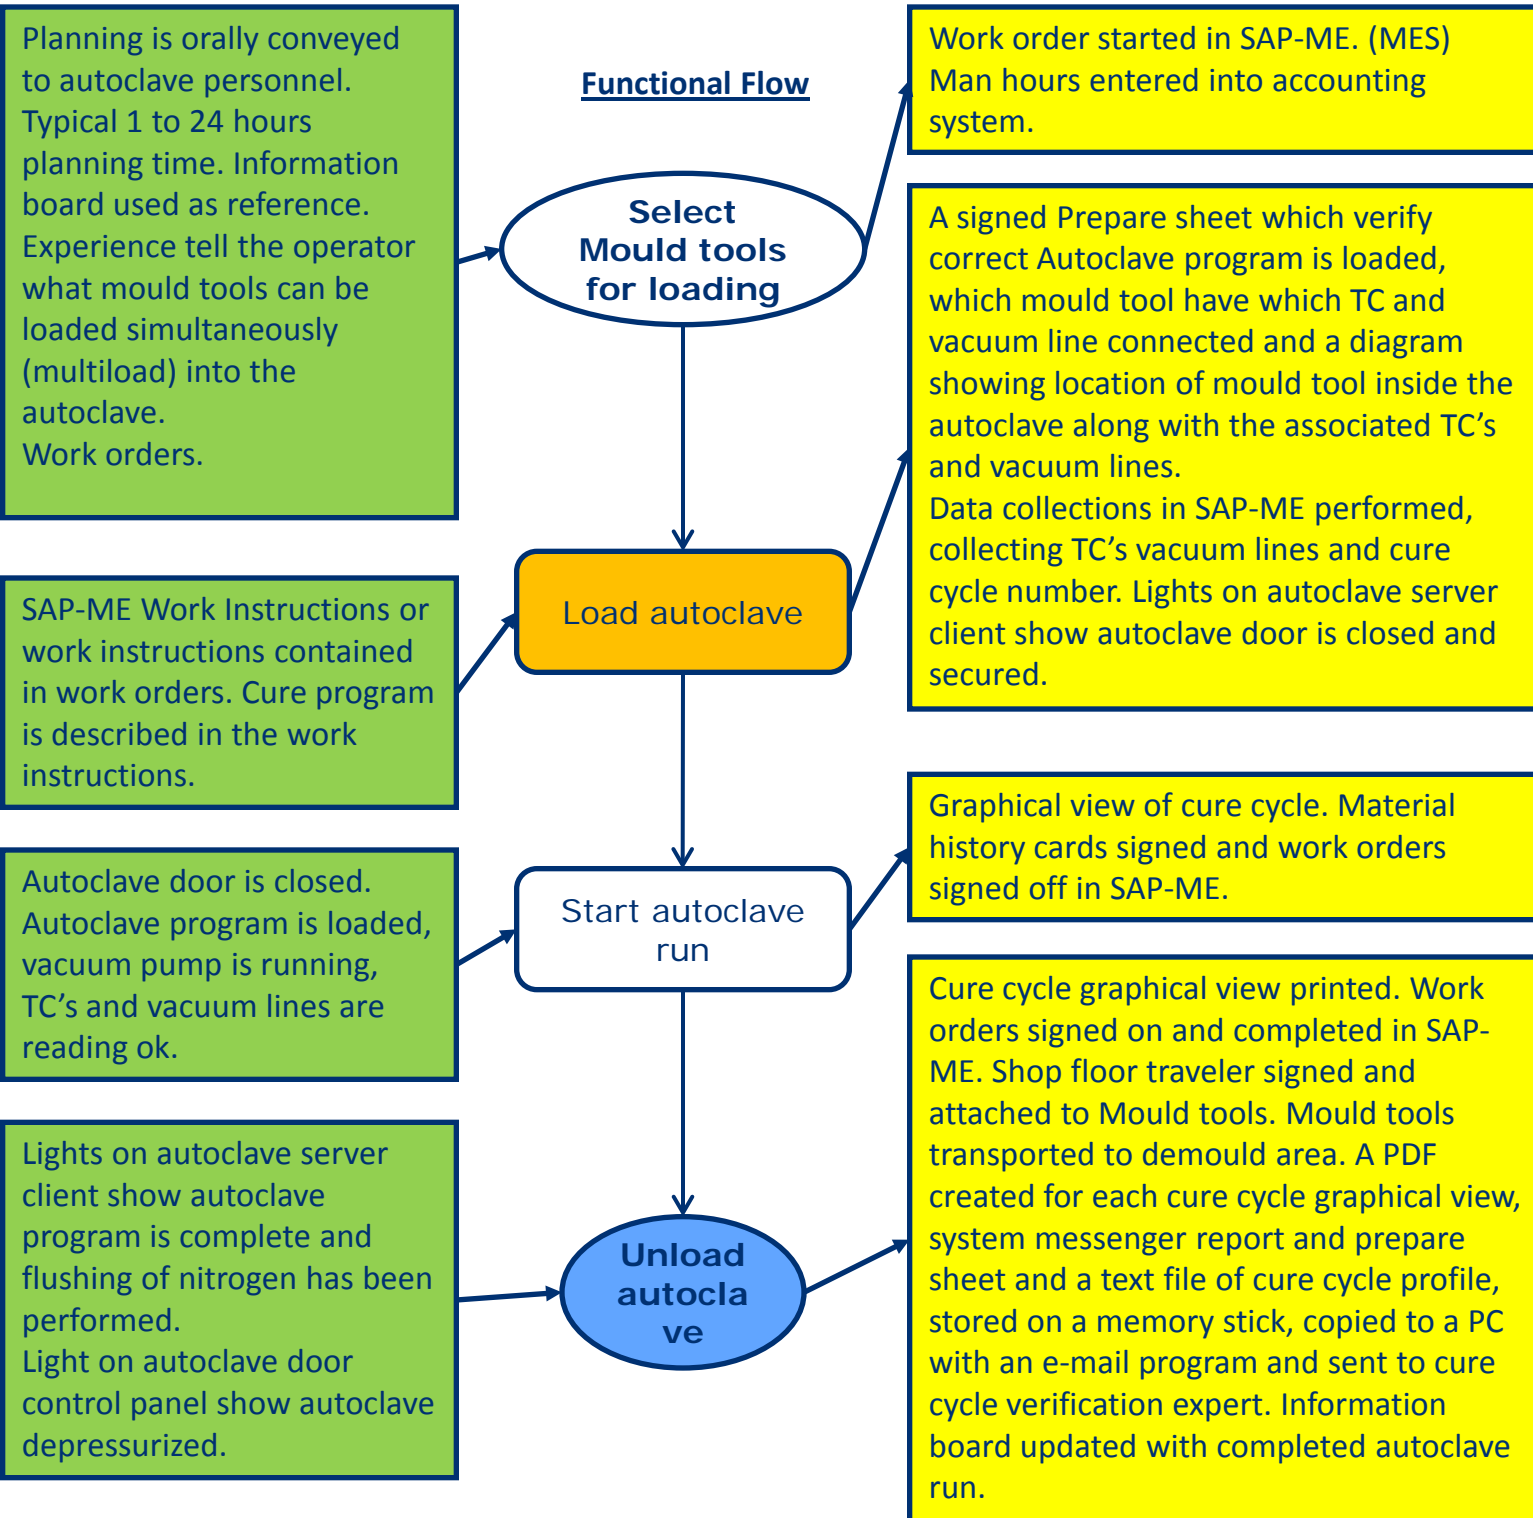 Functional Flow
Planning is orally conveyed
to autoclave personnel.
Typical 1 to 24 hours
planning time. Information
board used as reference.
Experience tell the operator
what mould tools can be
loaded simultaneously
(multiload) into the
autoclave.
Work orders.
Select
Mould tools
for loading
Work order started in SAP-ME. (MES)
Man hours entered into accounting
system.
SAP-ME Work Instructions or
work instructions contained
in work orders. Cure program
is described in the work
instructions.
Load autoclave
A signed Prepare sheet which verify
correct Autoclave program is loaded,
which mould tool have which TC and
vacuum line connected and a diagram
showing location of mould tool inside the
autoclave along with the associated TC's
and vacuum lines.
Data collections in SAP-ME performed,
collecting TC's vacuum lines and cure
cycle number. Lights on autoclave server
client show autoclave door is closed and
secured.
Autoclave door is closed.
Autoclave program is loaded,
vacuum pump is running,
TC's and vacuum lines are
reading ok.
Start autoclave
run
Graphical view of cure cycle. Material
history cards signed and work orders
signed off in SAP-ME.
Lights on autoclave server
client show autoclave
program is complete and
flushing of nitrogen has been
performed.
Light on autoclave door
control panel show autoclave
depressurized.
Unload
autocla
ve
Cure cycle graphical view printed. Work
orders signed on and completed in SAP-
ME. Shop floor traveler signed and
attached to Mould tools. Mould tools
transported to demould area. A PDF
created for each cure cycle graphical view,
system messenger report and prepare
sheet and a text file of cure cycle profile,
stored on a memory stick, copied to a PC
with an e-mail program and sent to cure
cycle verification expert. Information
board updated with completed autoclave
run.